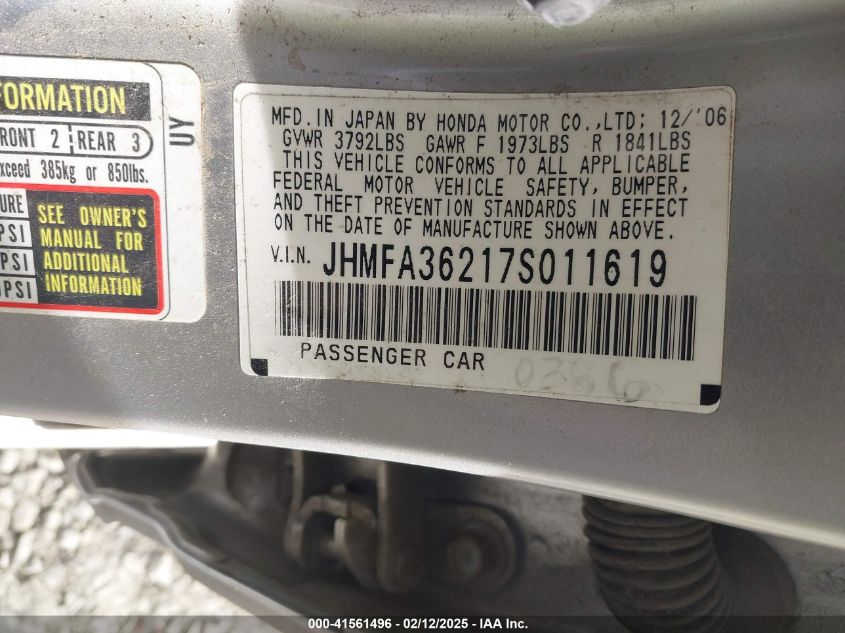 FORMATION
FRONT 2 REAR 3
exceed 385kg or 850lbs.
URE
PSI
PSI
PSI
SEE OWNER'S
MANUAL FOR
ADDITIONAL
INFORMATION
UY
MFD.IN JAPAN BY HONDA MOTOR CO.,LTD: 12/'06
GVWR 3792LBS GAWR F 1973LBS R 1841LBS
THIS VEHICLE CONFORMS TO ALL APPLICABLE
FEDERAL MOTOR VEHICLE SAFETY, BUMPER,
AND THEFT PREVENTION STANDARDS IN EFFECT
ON THE DATE OF MANUFACTURE SHOWN ABOVE.
V.I.N. JHMFA36217S011619
PASSENGER CAR
000-41561496 - 02/12/2025 - IAA Inc.